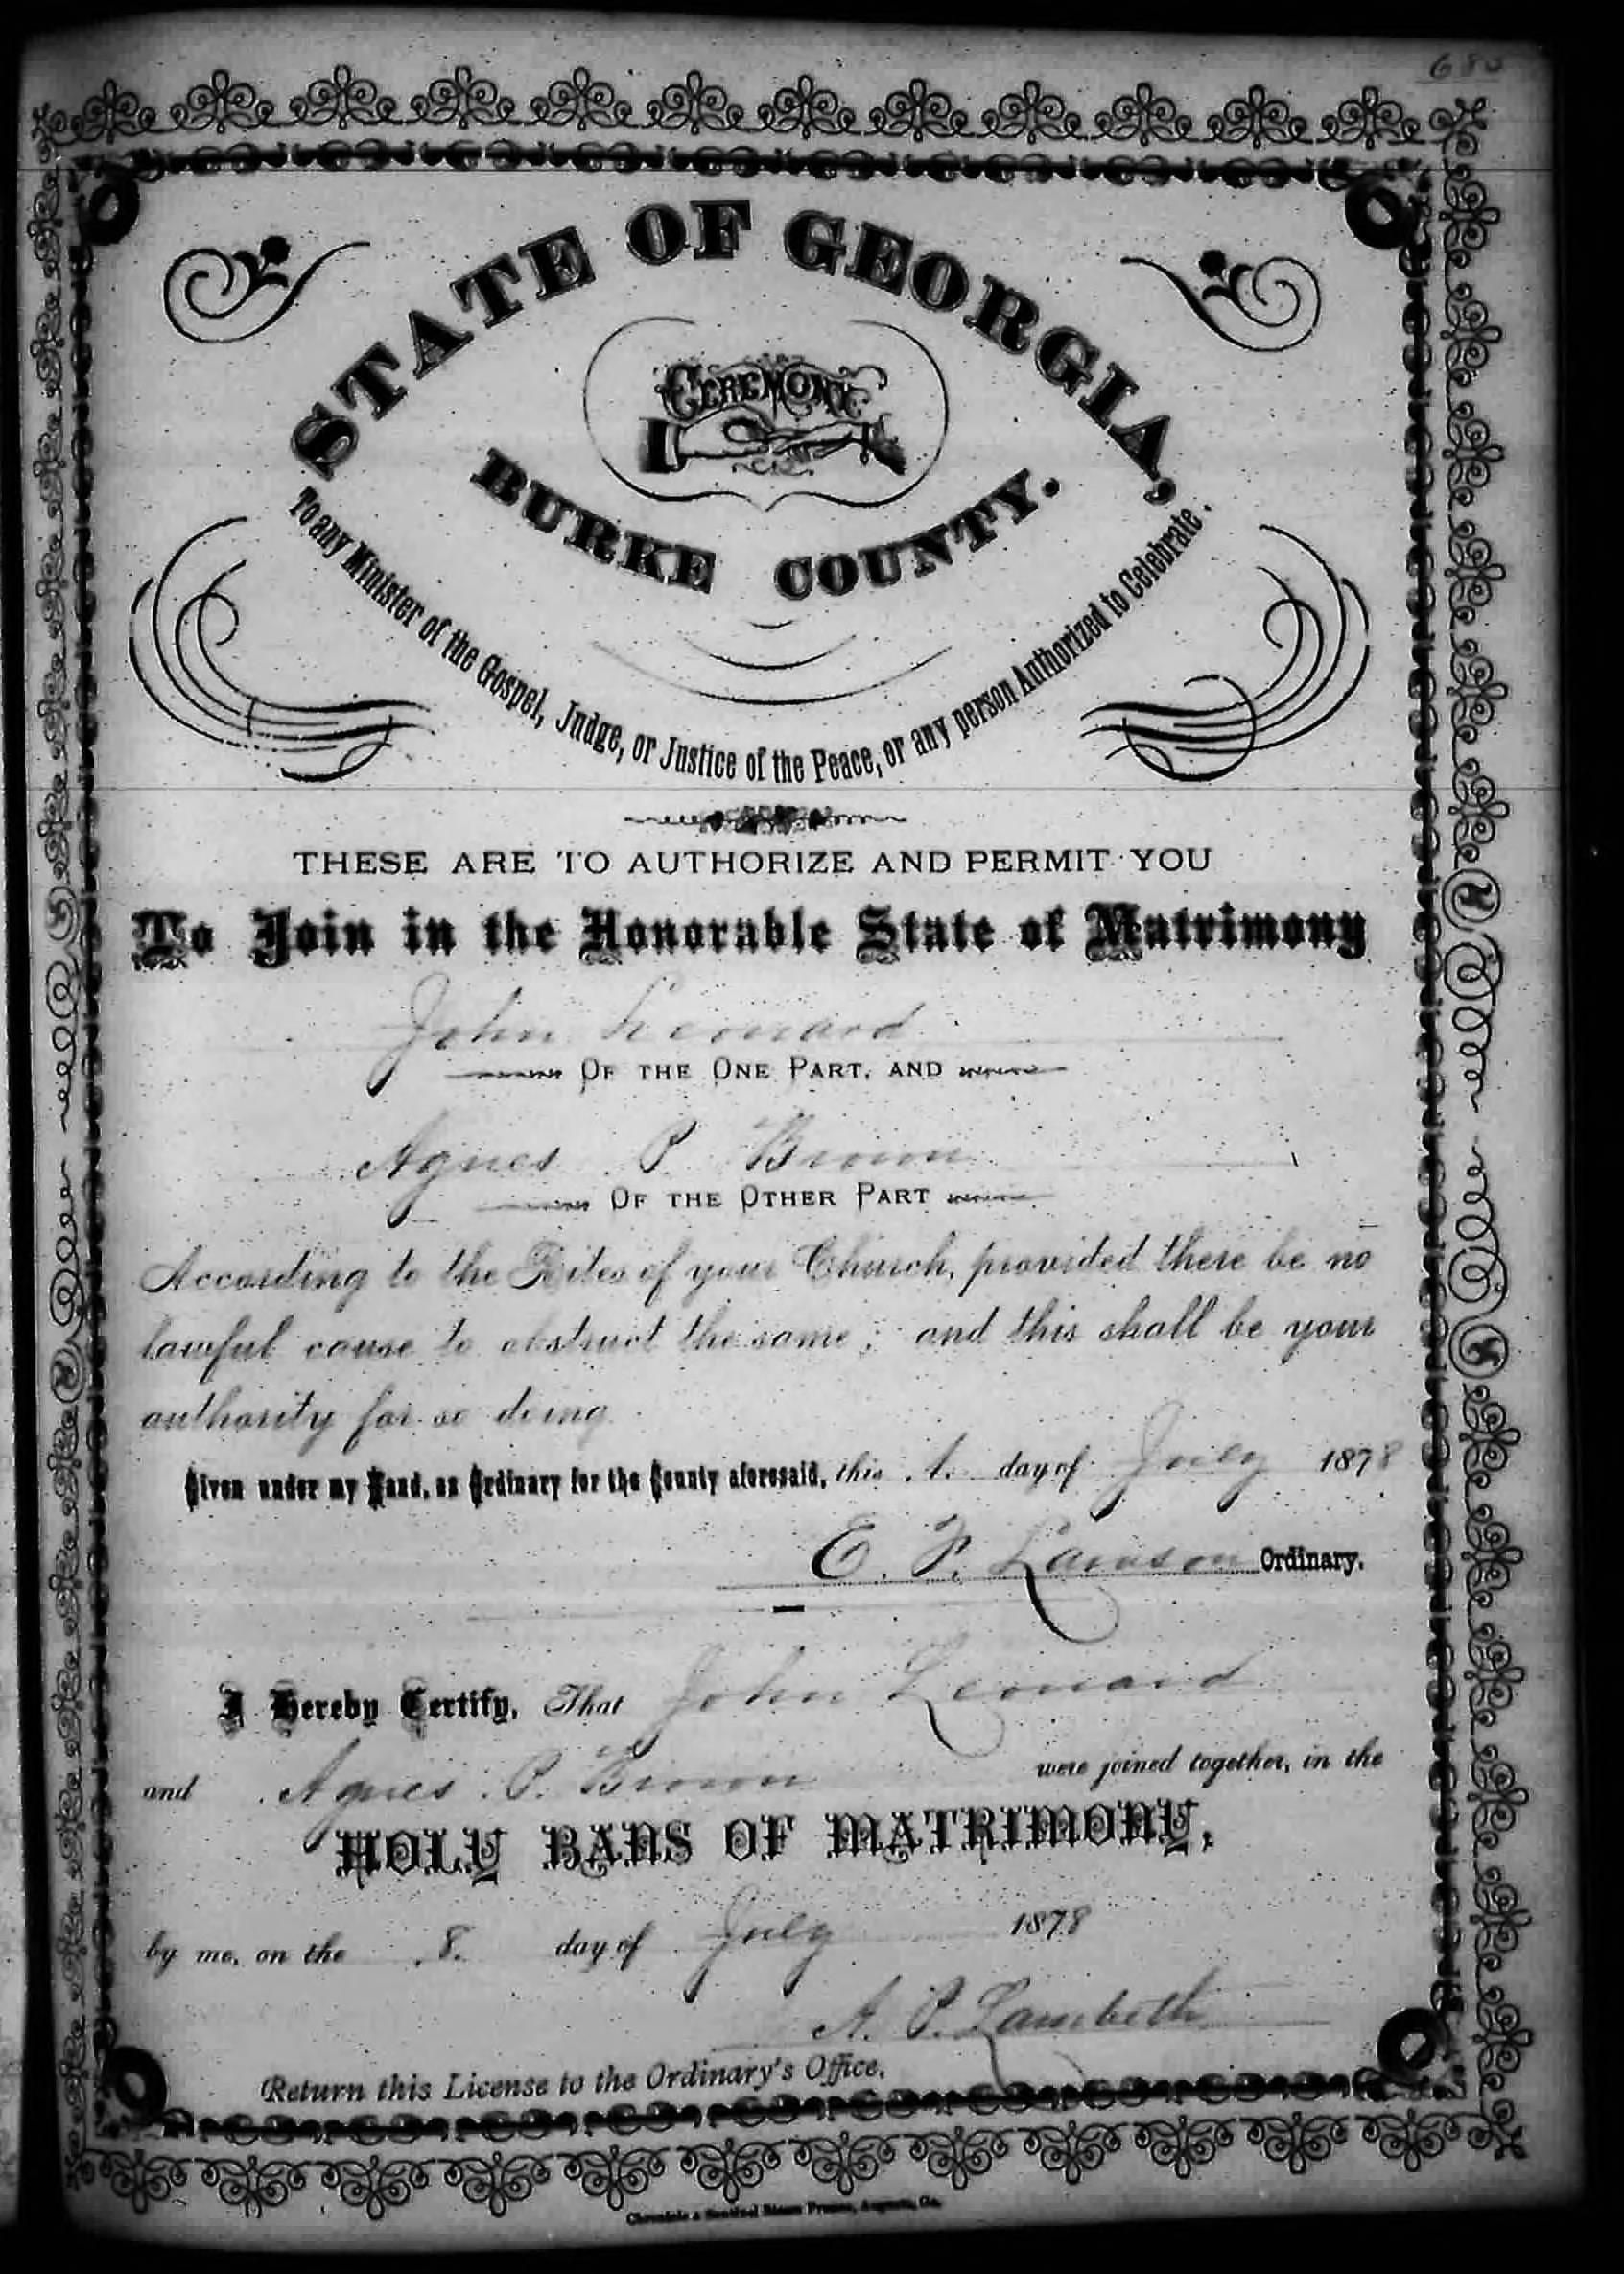 680
STATE OF GEORGIA,
CEREMONY
BURKE COUNTY.
To any Minister of the Gospel, Judge, or Justice of the Peace, or any person Authorized to Celebrate.
THESE ARE TO AUTHORIZE AND PERMIT YOU
To Join in the Honorable State of Matrimony
John Leonard
OF THE ONE PART, AND
Agnes P Brown
OF THE OTHER PART
According to the Rites of your Church, provided there be no
lawful cause to obstruct the same; and this shall be your
authority for so doing
Given under my Hand, as Ordinary for the County aforesaid, this 1. day of July 1878
E. F. Lawson Ordinary.
I Hereby Certify, That John Leonard
and Agnes P. Brown were joined together, in the
HOLY BANS OF MATRIMONY,
by me, on the 8. day of July 1878
A. P. Lambeth
Return this License to the Ordinary's Office.
Chronicle & Sentinel Steam Presses, Augusta, Ga.